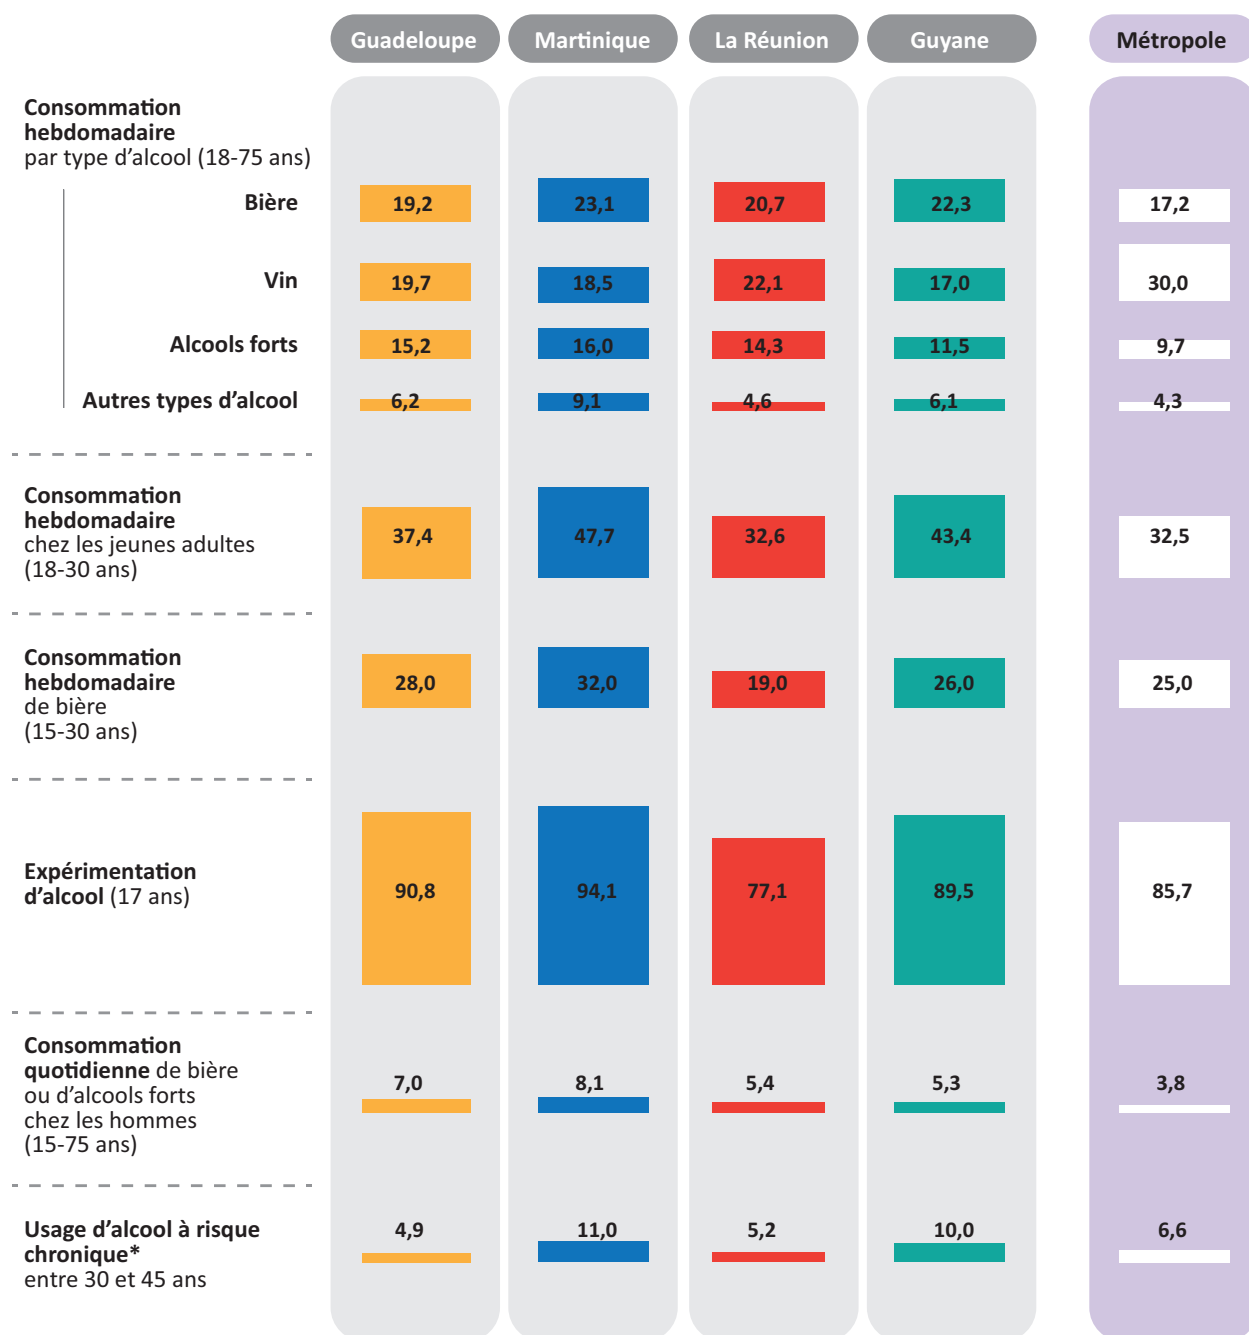 Guadeloupe Martinique La Réunion Guyane Métropole
Consommation
hebdomadaire
par type d’alcool (18-75 ans)
Bière 19,2 23,1 20,7 22,3 17,2
Vin 19,7 18,5 22,1 17,0 30,0
Alcools forts 15,2 16,0 14,3 11,5 9,7
Autres types d’alcool 6,2 9,1 4,6 6,1 4,3
Consommation
hebdomadaire
chez les jeunes adultes
(18-30 ans)
37,4 47,7 32,6 43,4 32,5
Consommation
hebdomadaire
de bière
(15-30 ans)
28,0 32,0 19,0 26,0 25,0
Expérimentation
d’alcool (17 ans)
90,8 94,1 77,1 89,5 85,7
Consommation
quotidienne de bière
ou d’alcools forts
chez les hommes
(15-75 ans)
7,0 8,1 5,4 5,3 3,8
Usage d’alcool à risque
chronique*
entre 30 et 45 ans
4,9 11,0 5,2 10,0 6,6